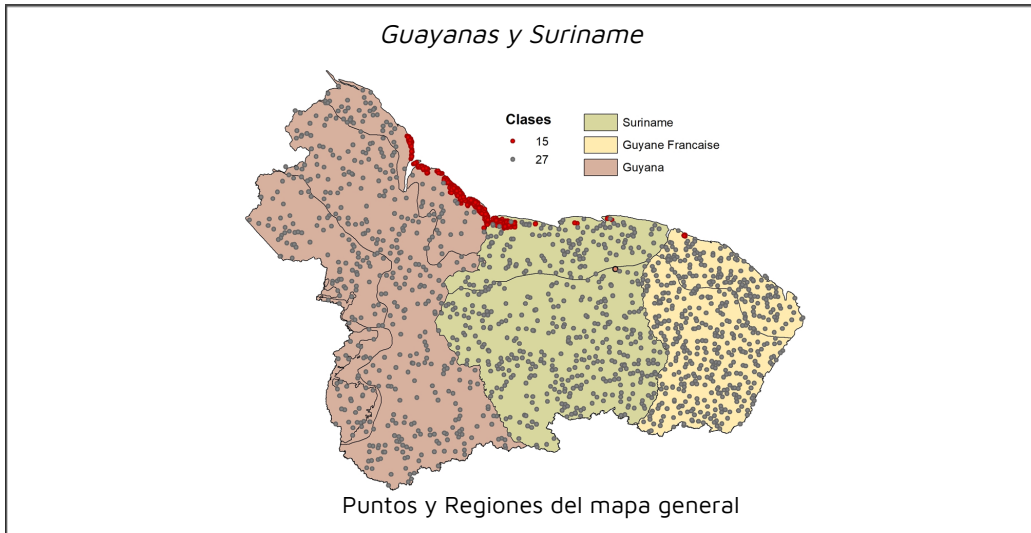 Guayanas y Suriname
Clases
15
27
Suriname
Guyane Francaise
Guyana
Puntos y Regiones del mapa general